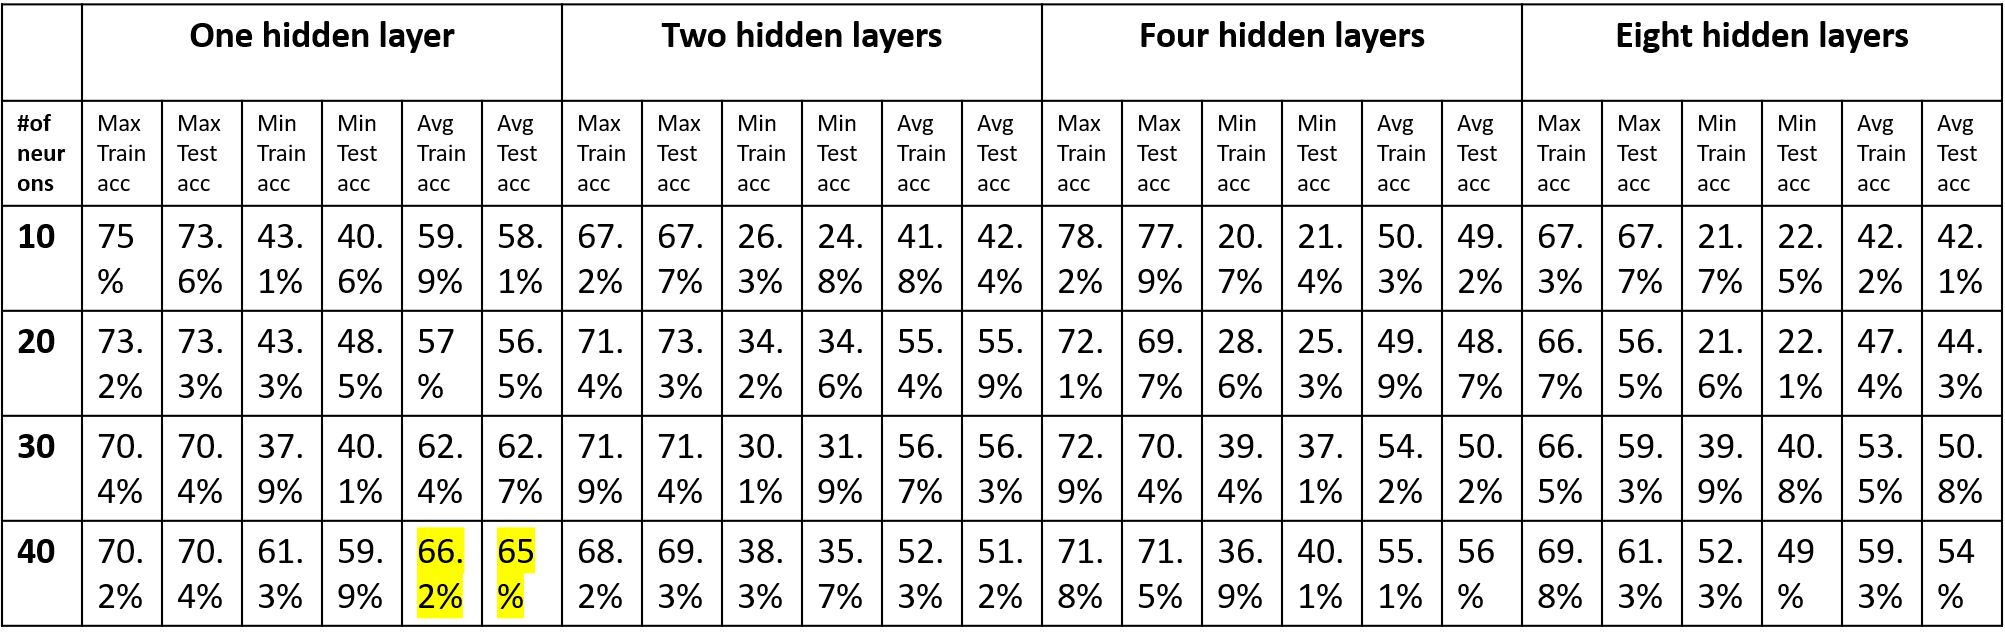 One hidden layer Two hidden layers Four hidden layers Eight hidden layers
#of neurons Max Train acc Max Test acc Min Train acc Min Test acc Avg Train acc Avg Test acc Max Train acc Max Test acc Min Train acc Min Test acc Avg Train acc Avg Test acc Max Train acc Max Test acc Min Train acc Min Test acc Avg Train acc Avg Test acc Max Train acc Max Test acc Min Train acc Min Test acc Avg Train acc Avg Test acc
10 75% 73.6% 43.1% 40.6% 59.9% 58.1% 67.2% 67.7% 26.3% 24.8% 41.8% 42.4% 78.2% 77.9% 20.7% 21.4% 50.3% 49.2% 67.3% 67.7% 21.7% 22.5% 42.2% 42.1%
20 73.2% 73.3% 43.3% 48.5% 57% 56.5% 71.4% 73.3% 34.2% 34.6% 55.4% 55.9% 72.1% 69.7% 28.6% 25.3% 49.9% 48.7% 66.7% 56.5% 21.6% 22.1% 47.4% 44.3%
30 70.4% 70.4% 37.9% 40.1% 62.4% 62.7% 71.9% 71.4% 30.1% 31.9% 56.7% 56.3% 72.9% 70.4% 39.4% 37.1% 54.2% 50.2% 66.5% 59.3% 39.9% 40.8% 53.5% 50.8%
40 70.2% 70.4% 61.3% 59.9% 66.2% 65% 68.2% 69.3% 38.3% 35.7% 52.3% 51.2% 71.8% 71.5% 36.9% 40.1% 55.1% 56% 69.8% 61.3% 52.3% 49% 59.3% 54%